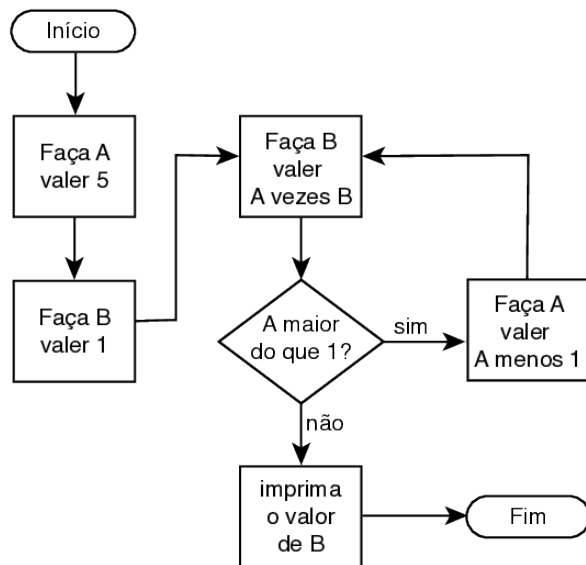 Início
Faça A
valer 5
Faça B
valer 1
Faça B
valer
A vezes B
A maior
do que 1?
sim
Faça A
valer
A menos 1
não
imprima
o valor
de B
Fim